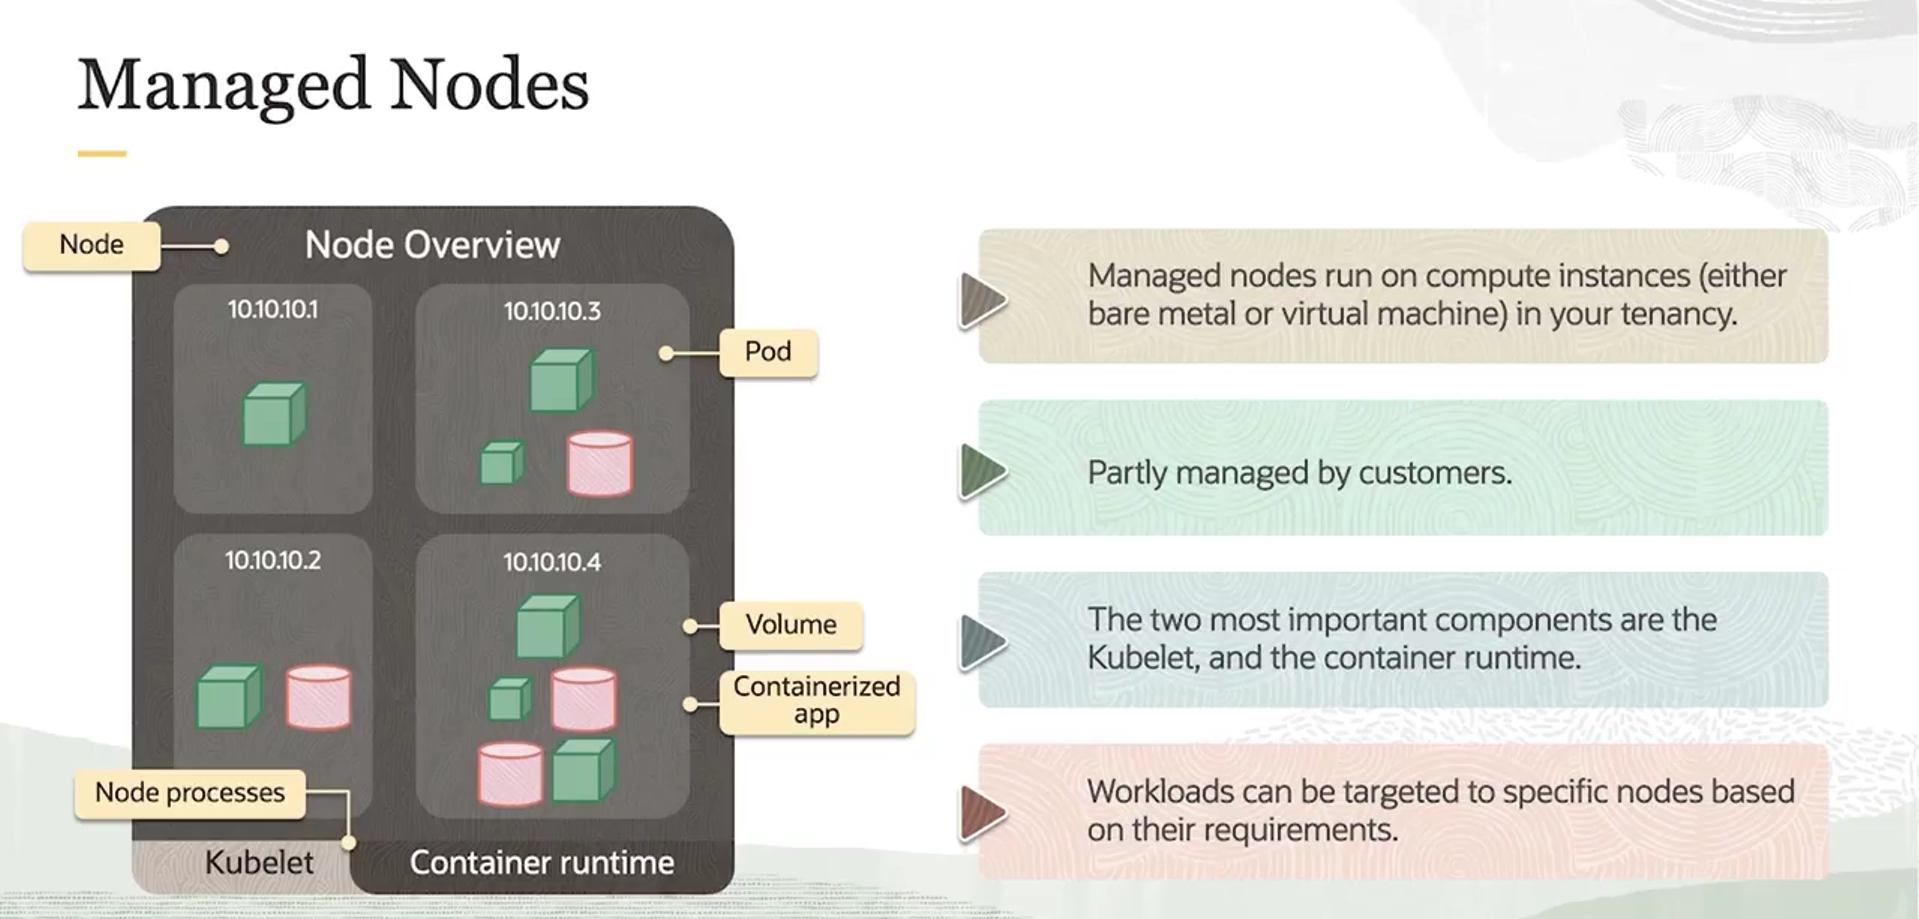 Managed Nodes
Node
Node Overview
10.10.10.1
10.10.10.3
Pod
10.10.10.2
10.10.10.4
Volume
Containerized
app
Node processes
Kubelet
Container runtime
Managed nodes run on compute instances (either
bare metal or virtual machine) in your tenancy.
Partly managed by customers.
The two most important components are the
Kubelet, and the container runtime.
Workloads can be targeted to specific nodes based
on their requirements.